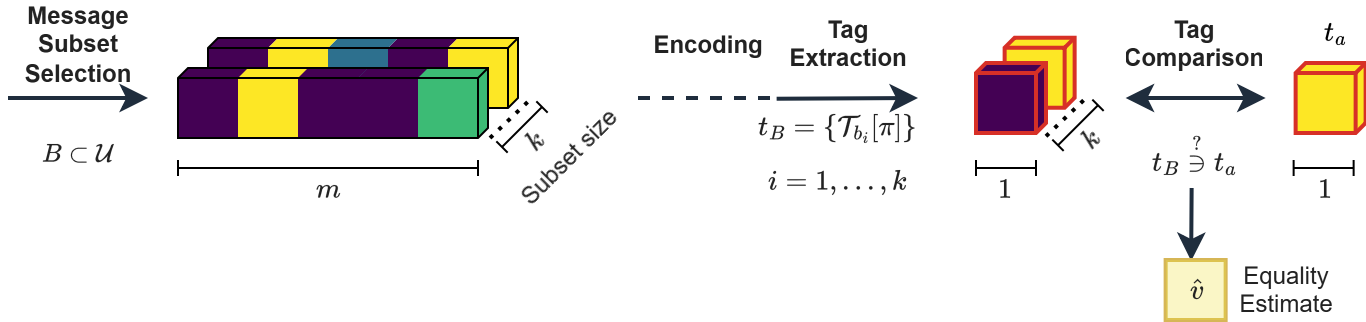 Message
Subset
Selection
B ⊂ 𝒰
m
k
Subset size
Encoding
Tag
Extraction
t_B = {𝒯_{b_i}[π]}
i = 1, . . . , k
1
k
Tag
Comparison
t_B ∋? t_a
t_a
1
v̂
Equality
Estimate